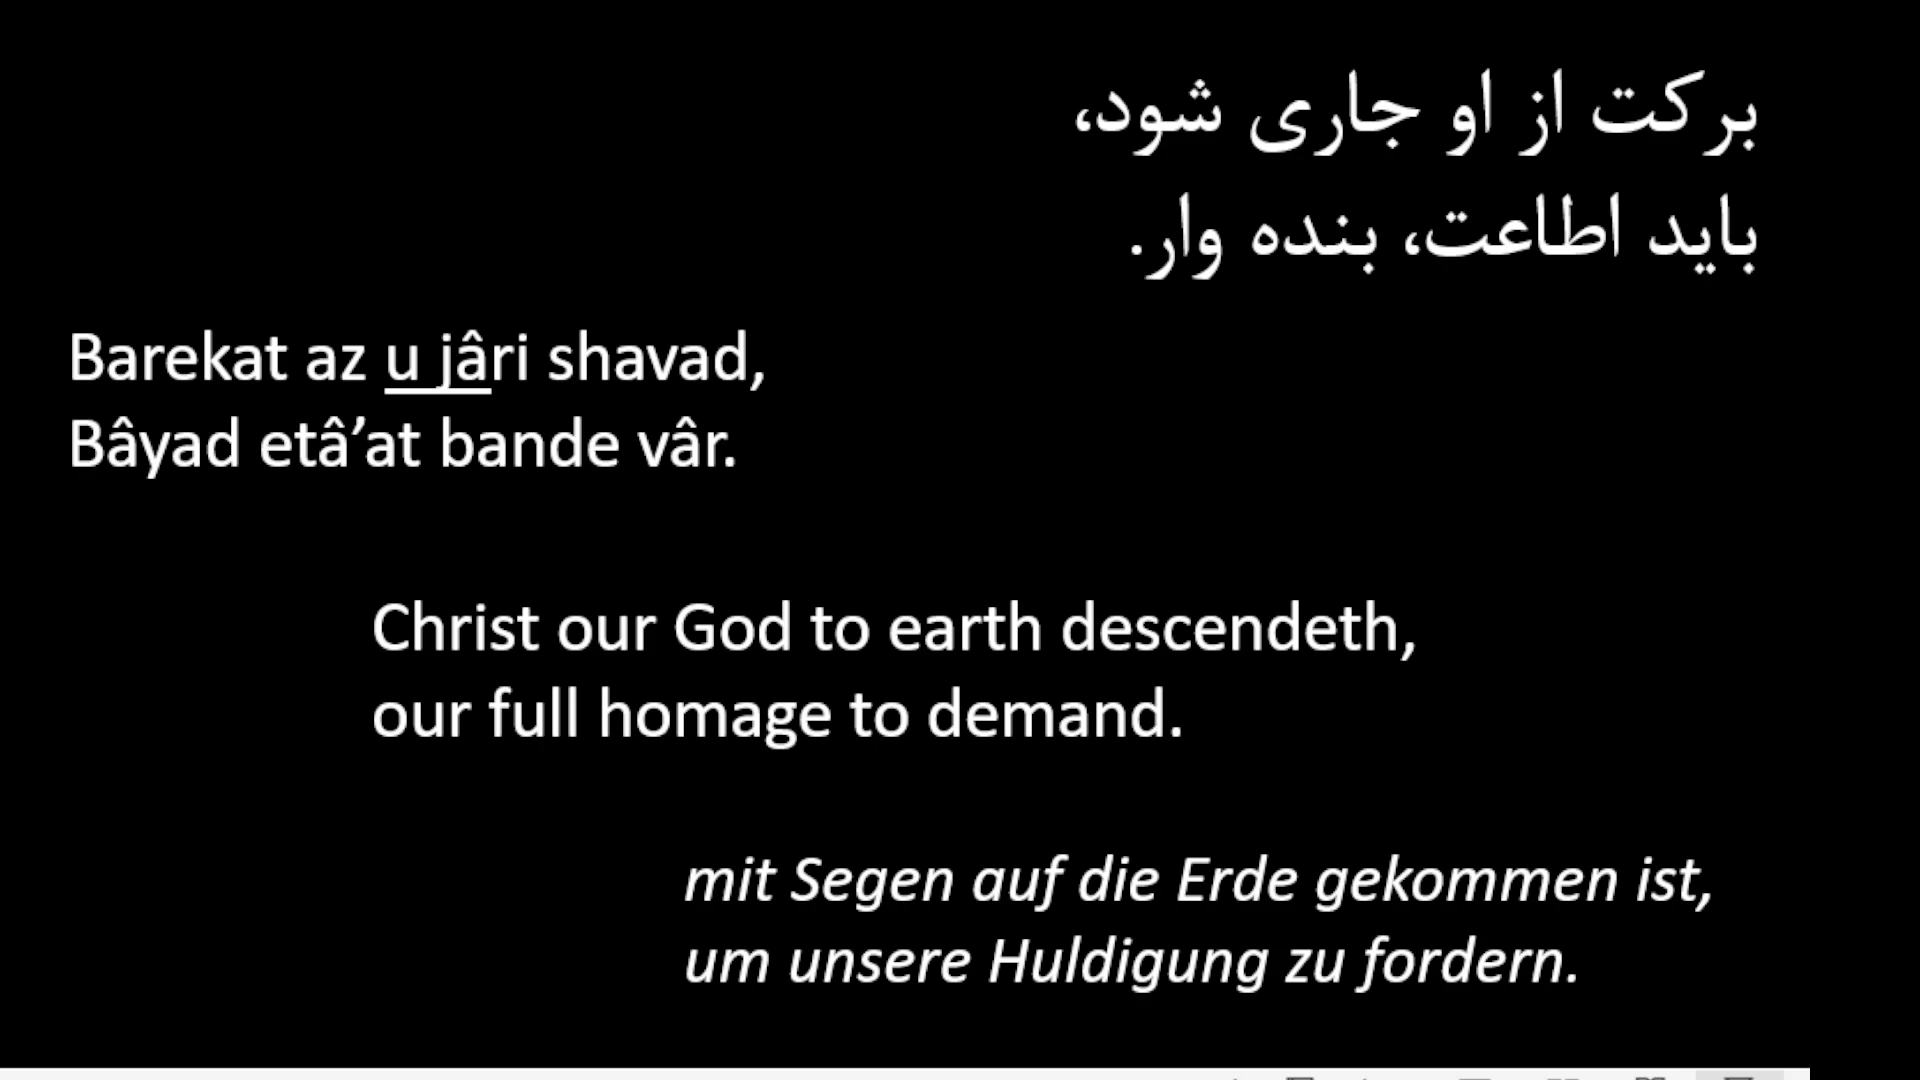 برکت از او جاری شود،
باید اطاعت، بنده وار.
Barekat az u jâri shavad,
Bâyad etâ’at bande vâr.
Christ our God to earth descendeth,
our full homage to demand.
mit Segen auf die Erde gekommen ist,
um unsere Huldigung zu fordern.